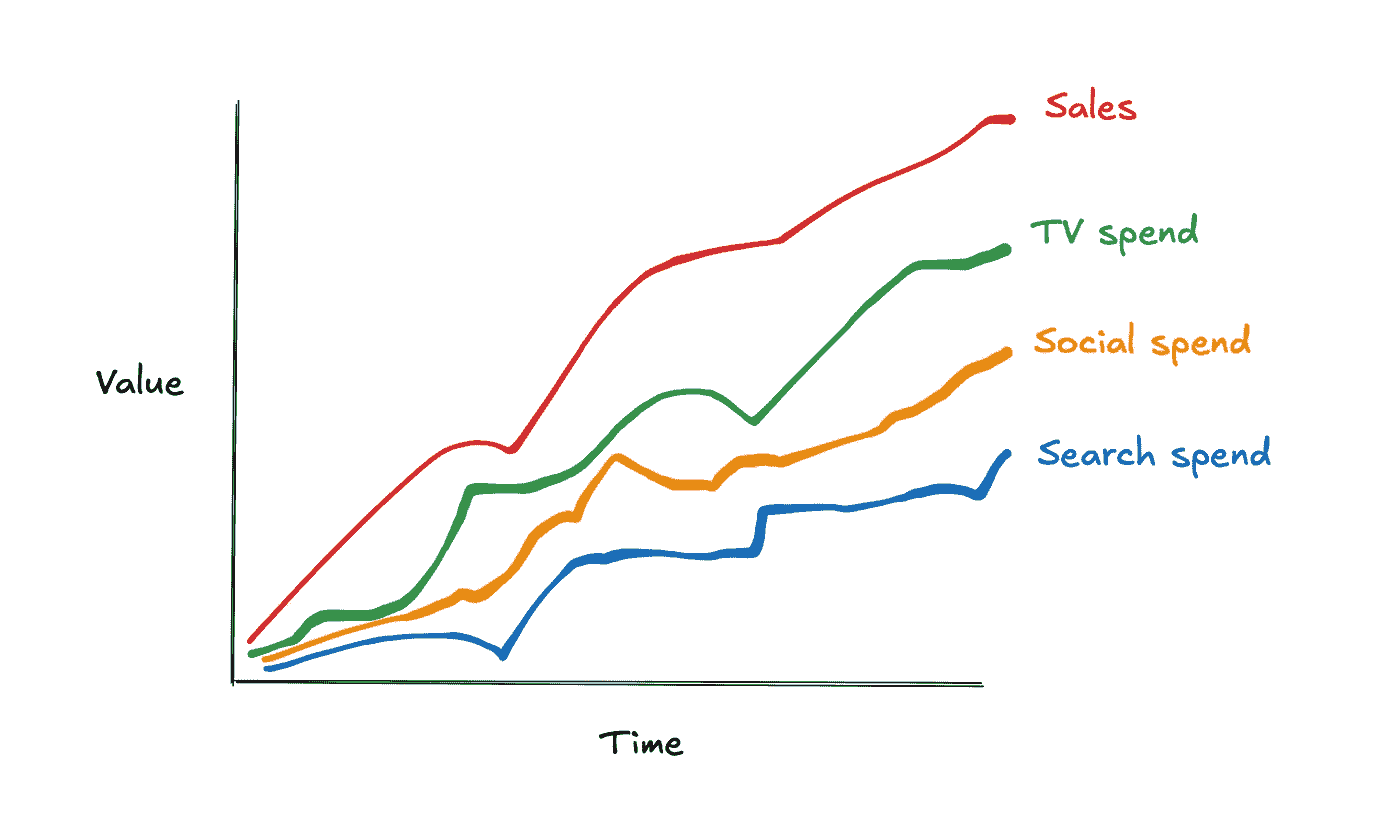 Sales
TV spend
Social spend
Value
Search spend
Time